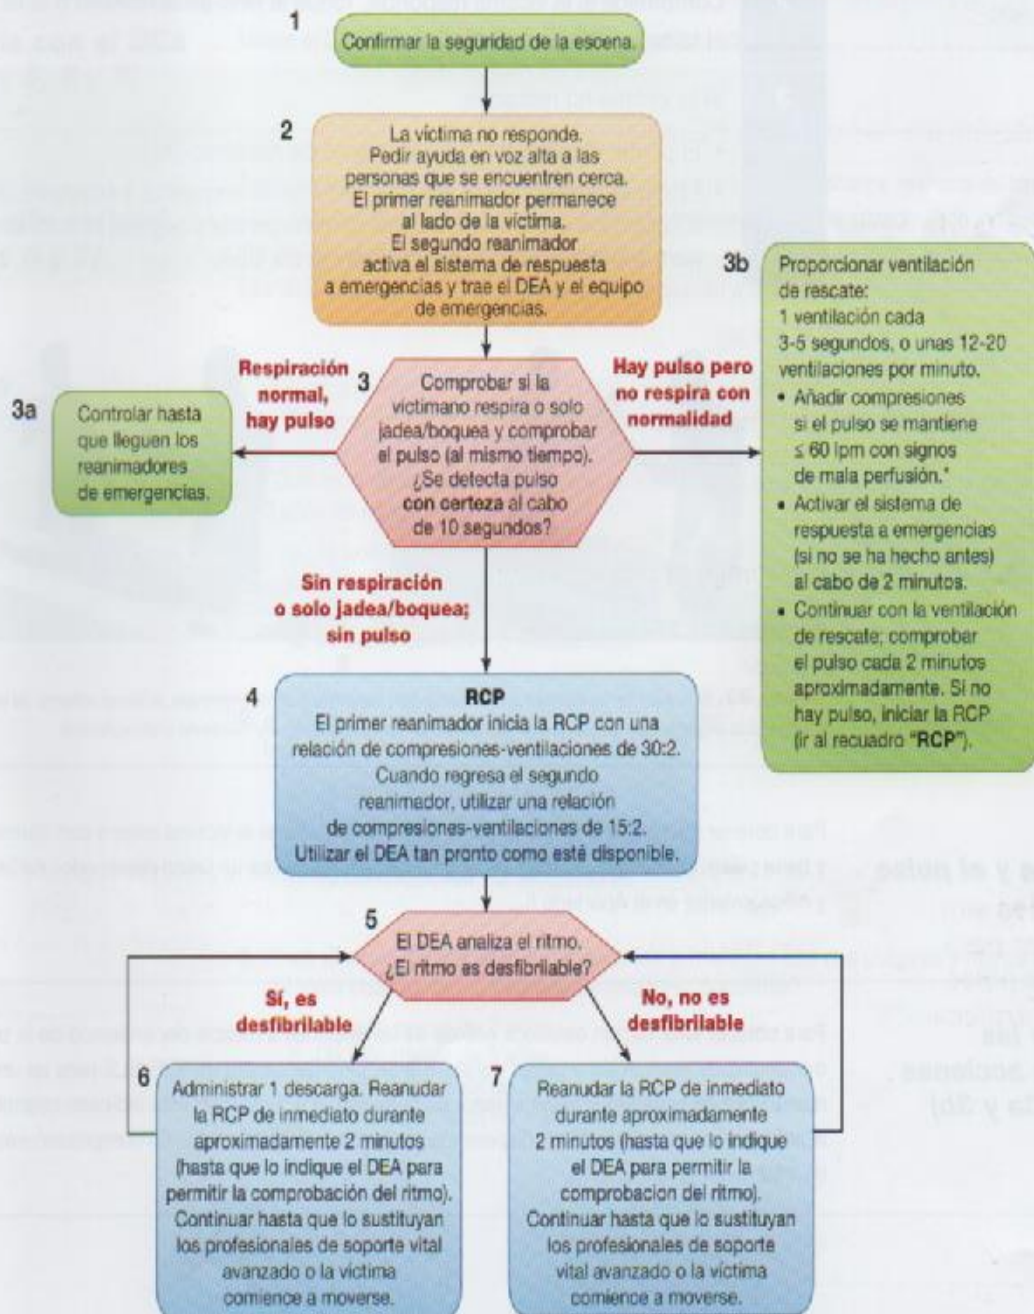 1
Confirmar la seguridad de la escena.
2
La víctima no responde.
Pedir ayuda en voz alta a las
personas que se encuentren cerca.
El primer reanimador permanece
al lado de la víctima.
El segundo reanimador
activa el sistema de respuesta
a emergencias y trae el DEA y el equipo
de emergencias.
Respiración
normal,
hay pulso
3
Comprobar si la
víctimano respira o solo
jadea/boquea y comprobar
el pulso (al mismo tiempo).
¿Se detecta pulso
con certeza al cabo
de 10 segundos?
Hay pulso pero
no respira con
normalidad
3a
Controlar hasta
que lleguen los
reanimadores
de emergencias.
3b
Proporcionar ventilación
de rescate:
1 ventilación cada
3-5 segundos, o unas 12-20
ventilaciones por minuto.
• Añadir compresiones
si el pulso se mantiene
≤ 60 lpm con signos
de mala perfusión.*
• Activar el sistema de
respuesta a emergencias
(si no se ha hecho antes)
al cabo de 2 minutos.
• Continuar con la ventilación
de rescate; comprobar
el pulso cada 2 minutos
aproximadamente. Si no
hay pulso, iniciar la RCP
(ir al recuadro "RCP").
Sin respiración
o solo jadea/boquea;
sin pulso
4
RCP
El primer reanimador inicia la RCP con una
relación de compresiones-ventilaciones de 30:2.
Cuando regresa el segundo
reanimador, utilizar una relación
de compresiones-ventilaciones de 15:2.
Utilizar el DEA tan pronto como esté disponible.
5
El DEA analiza el ritmo.
¿El ritmo es desfibrilable?
Sí, es
desfibrilable
No, no es
desfibrilable
6
Administrar 1 descarga. Reanudar
la RCP de inmediato durante
aproximadamente 2 minutos
(hasta que lo indique el DEA para
permitir la comprobación del ritmo).
Continuar hasta que lo sustituyan
los profesionales de soporte vital
avanzado o la víctima
comience a moverse.
7
Reanudar la RCP de inmediato
durante aproximadamente
2 minutos (hasta que lo indique
el DEA para permitir la
comprobacion del ritmo).
Continuar hasta que lo sustituyan
los profesionales de soporte
vital avanzado o la víctima
comience a moverse.